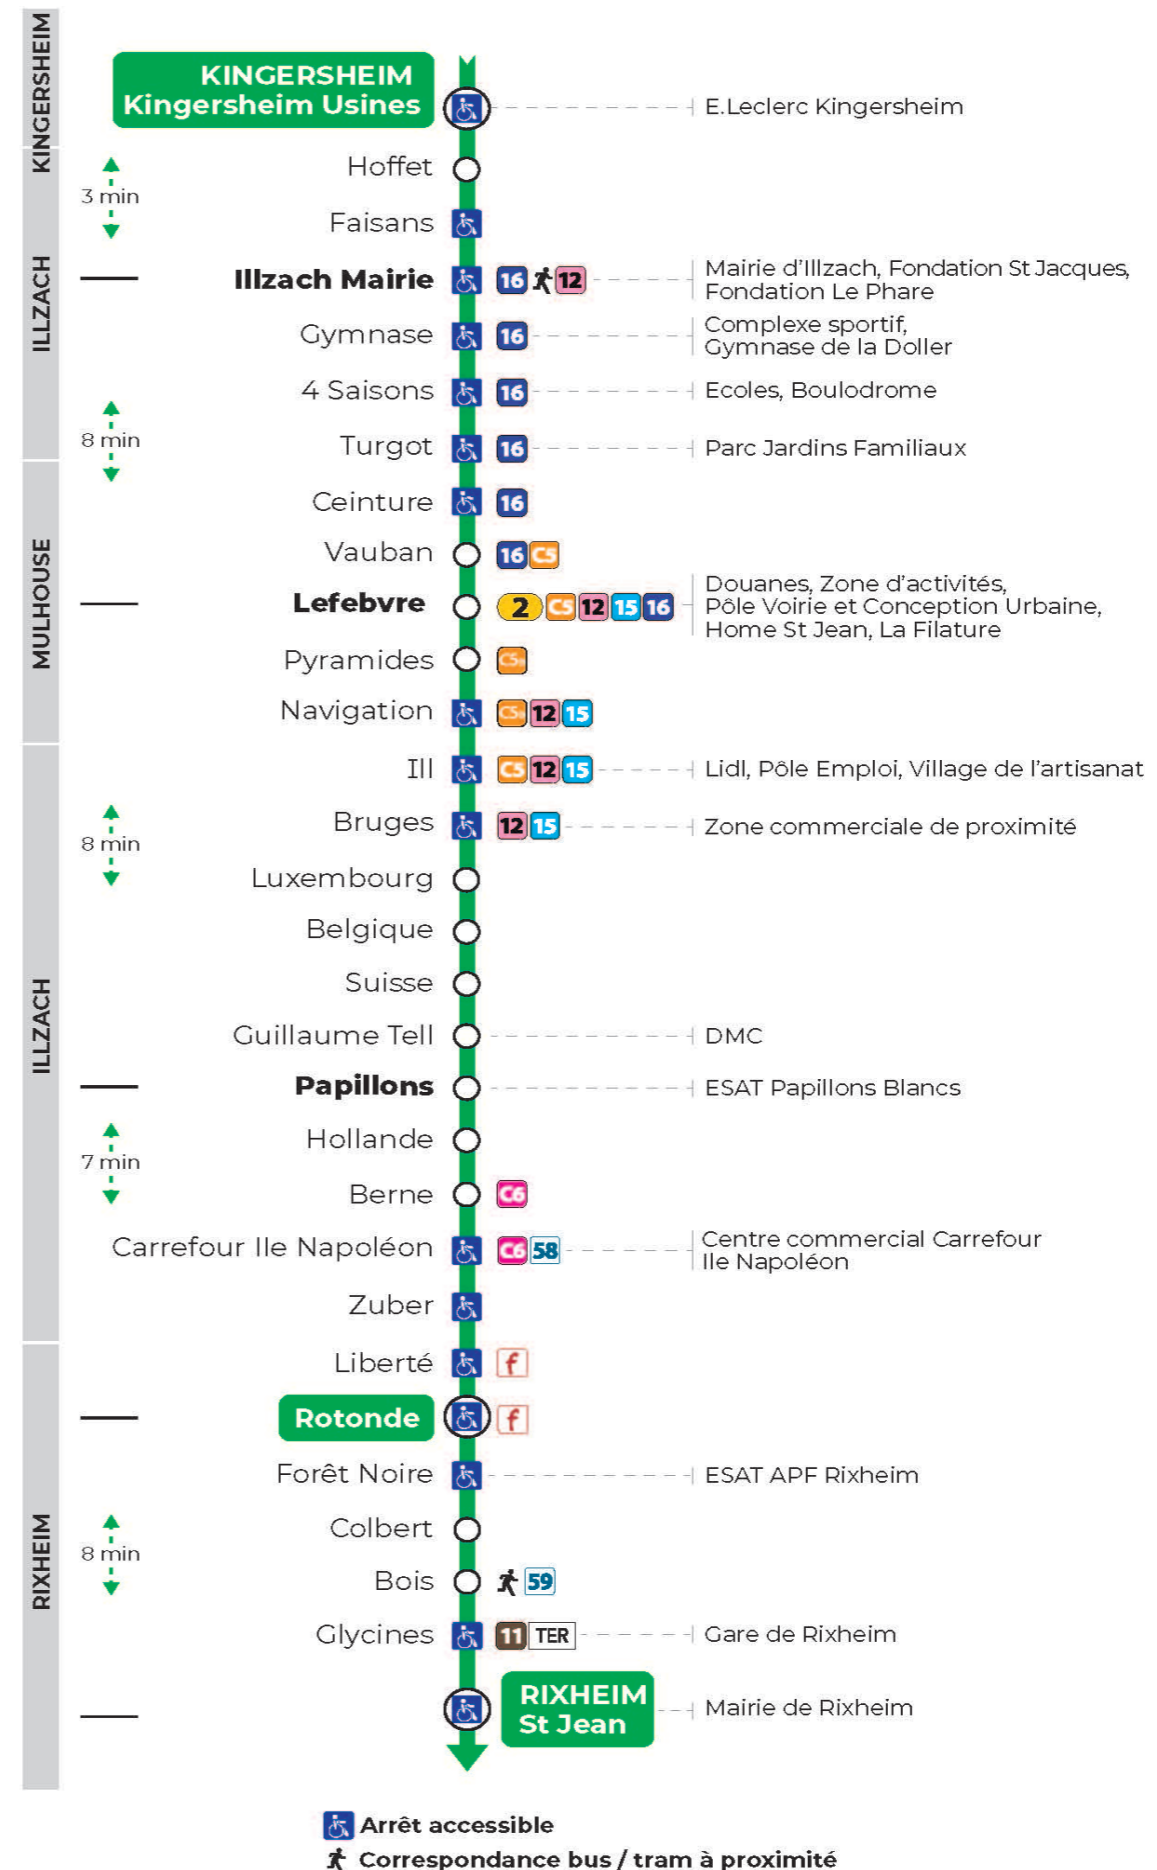 KINGERSHEIM
KINGERSHEIM
Kingersheim Usines
E.Leclerc Kingersheim
Hoffet
3 min
Faisans
ILLZACH
Illzach Mairie 16 12
Mairie d'Illzach, Fondation St Jacques,
Fondation Le Phare
Gymnase 16
Complexe sportif,
Gymnase de la Doller
4 Saisons 16 Ecoles, Boulodrome
8 min
Turgot 16 Parc Jardins Familiaux
MULHOUSE
Ceinture 16
Vauban 16 C5
Lefebvre 2 C5 12 15 16
Douanes, Zone d'activités,
Pôle Voirie et Conception Urbaine,
Home St Jean, La Filature
Pyramides C5
Navigation C5 12 15
ILLZACH
Ill C5 12 15 Lidl, Pôle Emploi, Village de l'artisanat
Bruges 12 15 Zone commerciale de proximité
8 min
Luxembourg
Belgique
Suisse
Guillaume Tell DMC
Papillons ESAT Papillons Blancs
Hollande
7 min
Berne C6
Carrefour Ile Napoléon C6 58
Centre commercial Carrefour
Ile Napoléon
Zuber
RIXHEIM
Liberté f
Rotonde f
Forêt Noire ESAT APF Rixheim
Colbert
8 min
Bois 59
Glycines 11 TER Gare de Rixheim
RIXHEIM
St Jean
Mairie de Rixheim
Arrêt accessible
Correspondance bus / tram à proximité